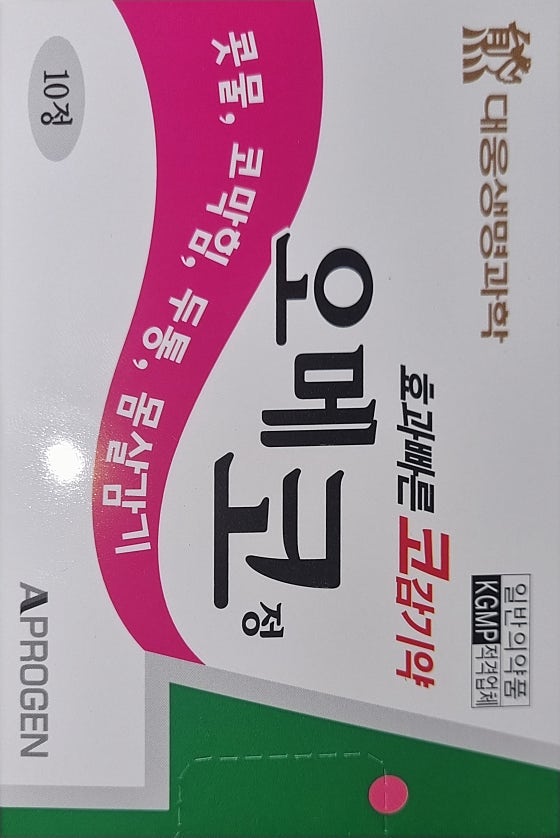 대웅생명과학
일반의약품
KGMP적격업체
효과빠른 코감기약
오메코정
콧물, 코막힘, 두통, 몸살감기
10정
APROGEN